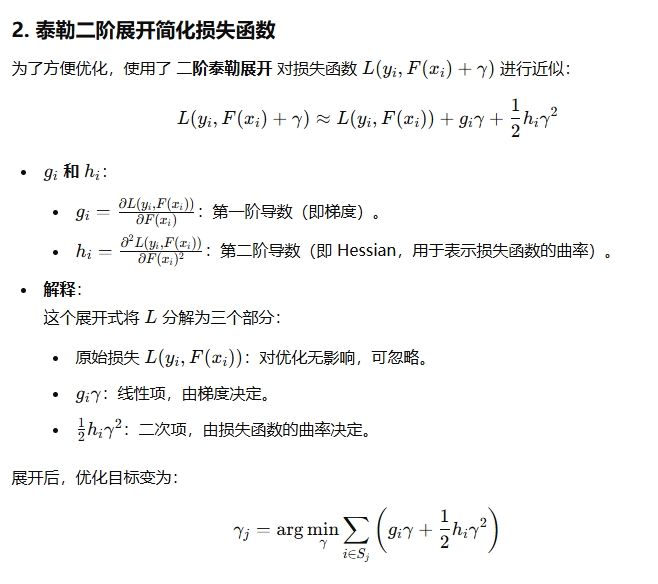 2. 泰勒二阶展开简化损失函数
为了方便优化，使用了 二阶泰勒展开 对损失函数 $L(y_i, F(x_i) + \gamma)$ 进行近似：
$L(y_i, F(x_i) + \gamma) \approx L(y_i, F(x_i)) + g_i\gamma + \frac{1}{2}h_i\gamma^2$
• $g_i$ 和 $h_i$：
• $g_i = \frac{\partial L(y_i, F(x_i))}{\partial F(x_i)}$：第一阶导数（即梯度）。
• $h_i = \frac{\partial^2 L(y_i, F(x_i))}{\partial F(x_i)^2}$：第二阶导数（即 Hessian，用于表示损失函数的曲率）。
• 解释：
这个展开式将 $L$ 分解为三个部分：
• 原始损失 $L(y_i, F(x_i))$：对优化无影响，可忽略。
• $g_i\gamma$：线性项，由梯度决定。
• $\frac{1}{2}h_i\gamma^2$：二次项，由损失函数的曲率决定。
展开后，优化目标变为：
$\gamma_j = \arg\min_{\gamma} \sum_{i \in S_j} \left( g_i\gamma + \frac{1}{2}h_i\gamma^2 \right)$